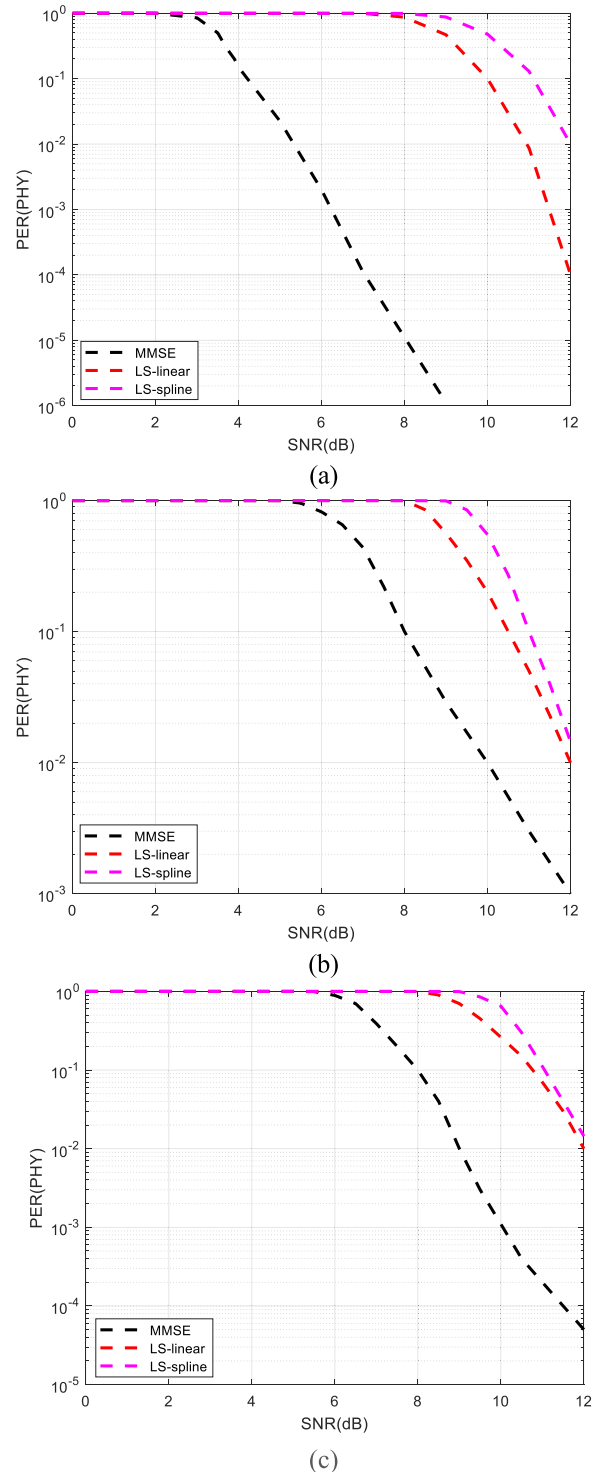 10^0
10^-1
10^-2
10^-3
10^-4
10^-5
10^-6
PER(PHY)
MMSE
LS-linear
LS-spline
0 2 4 6 8 10 12
SNR(dB)
(a)
10^0
10^-1
10^-2
10^-3
PER(PHY)
MMSE
LS-linear
LS-spline
0 2 4 6 8 10 12
SNR(dB)
(b)
10^0
10^-1
10^-2
10^-3
10^-4
10^-5
PER(PHY)
MMSE
LS-linear
LS-spline
0 2 4 6 8 10 12
SNR(dB)
(c)